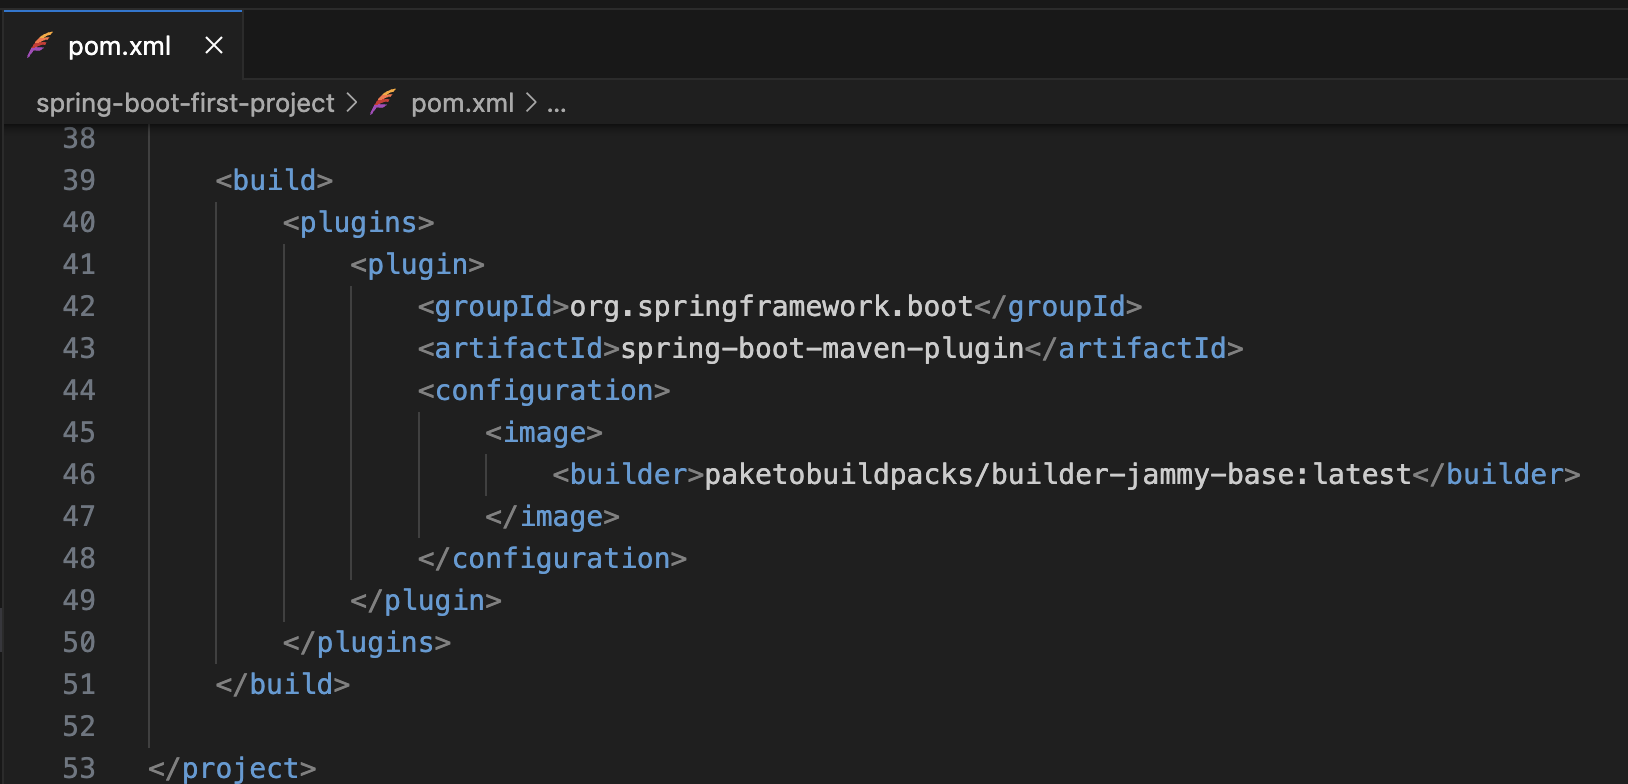 pom.xml
spring-boot-first-project > pom.xml > ...
38
39 <build>
40 <plugins>
41 <plugin>
42 <groupId>org.springframework.boot</groupId>
43 <artifactId>spring-boot-maven-plugin</artifactId>
44 <configuration>
45 <image>
46 <builder>paketobuildpacks/builder-jammy-base:latest</builder>
47 </image>
48 </configuration>
49 </plugin>
50 </plugins>
51 </build>
52
53 </project>